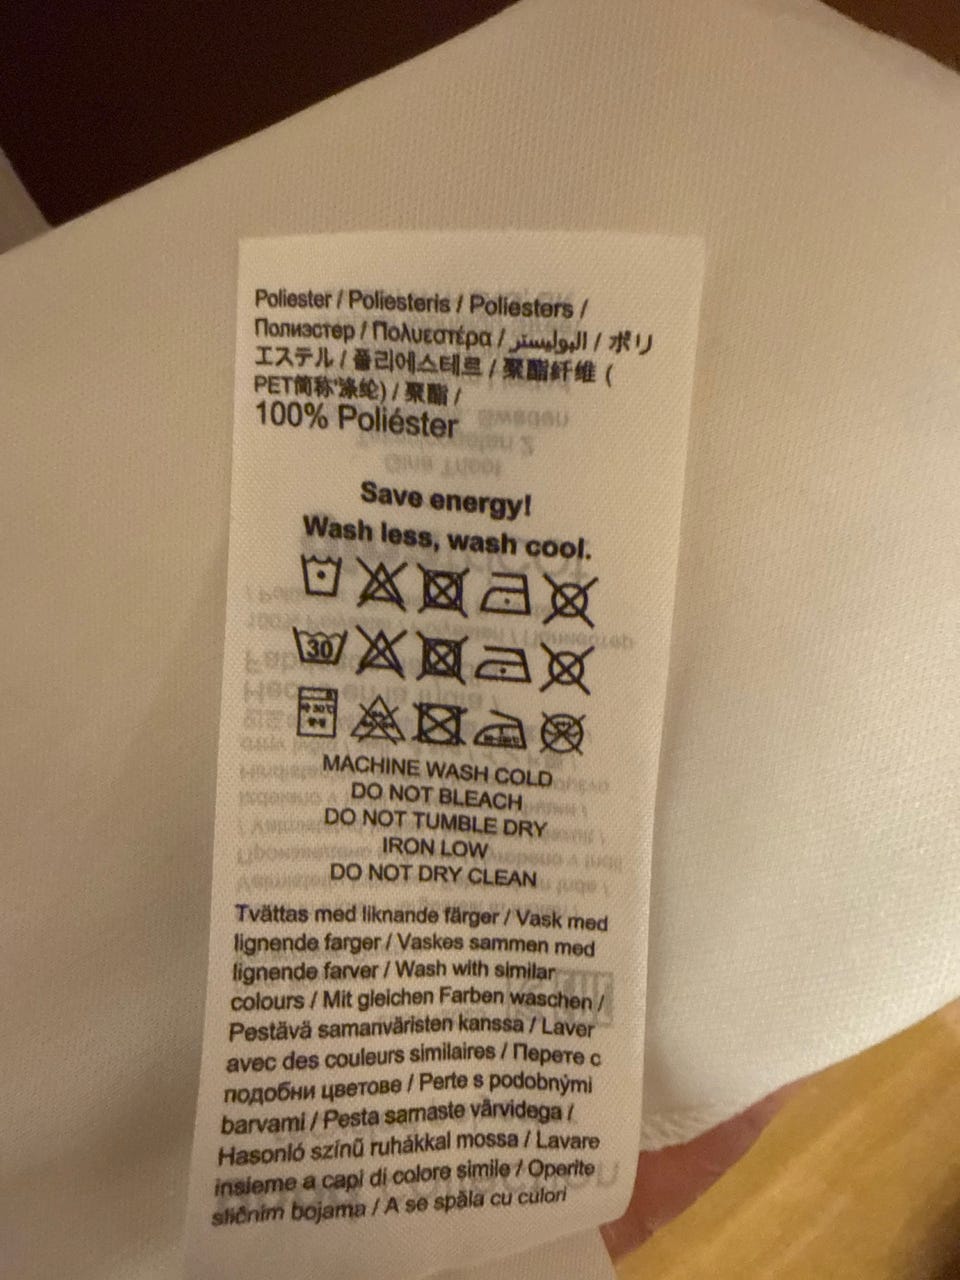 Poliester / Poliesteris / Poliesters /
Полиэстер / Πολυεστέρα / البوليستر / ポリ
エステル / 폴리에스테르 / 聚酯纤维 (
PET简称'涤纶) / 聚酯 /
100% Poliéster
Save energy!
Wash less, wash cool.
30
MACHINE WASH COLD
DO NOT BLEACH
DO NOT TUMBLE DRY
IRON LOW
DO NOT DRY CLEAN
Tvättas med liknande färger / Vask med
lignende farger / Vaskes sammen med
lignende farver / Wash with similar
colours / Mit gleichen Farben waschen /
Pestävä samanväristen kanssa / Laver
avec des couleurs similaires / Перете с
подобни цветове / Perte s podobnými
barvami / Pesta samaste värvidega /
Hasonló színű ruhákkal mossa / Lavare
insieme a capi di colore simile / Operite
sličnim bojama / A se spăla cu culori